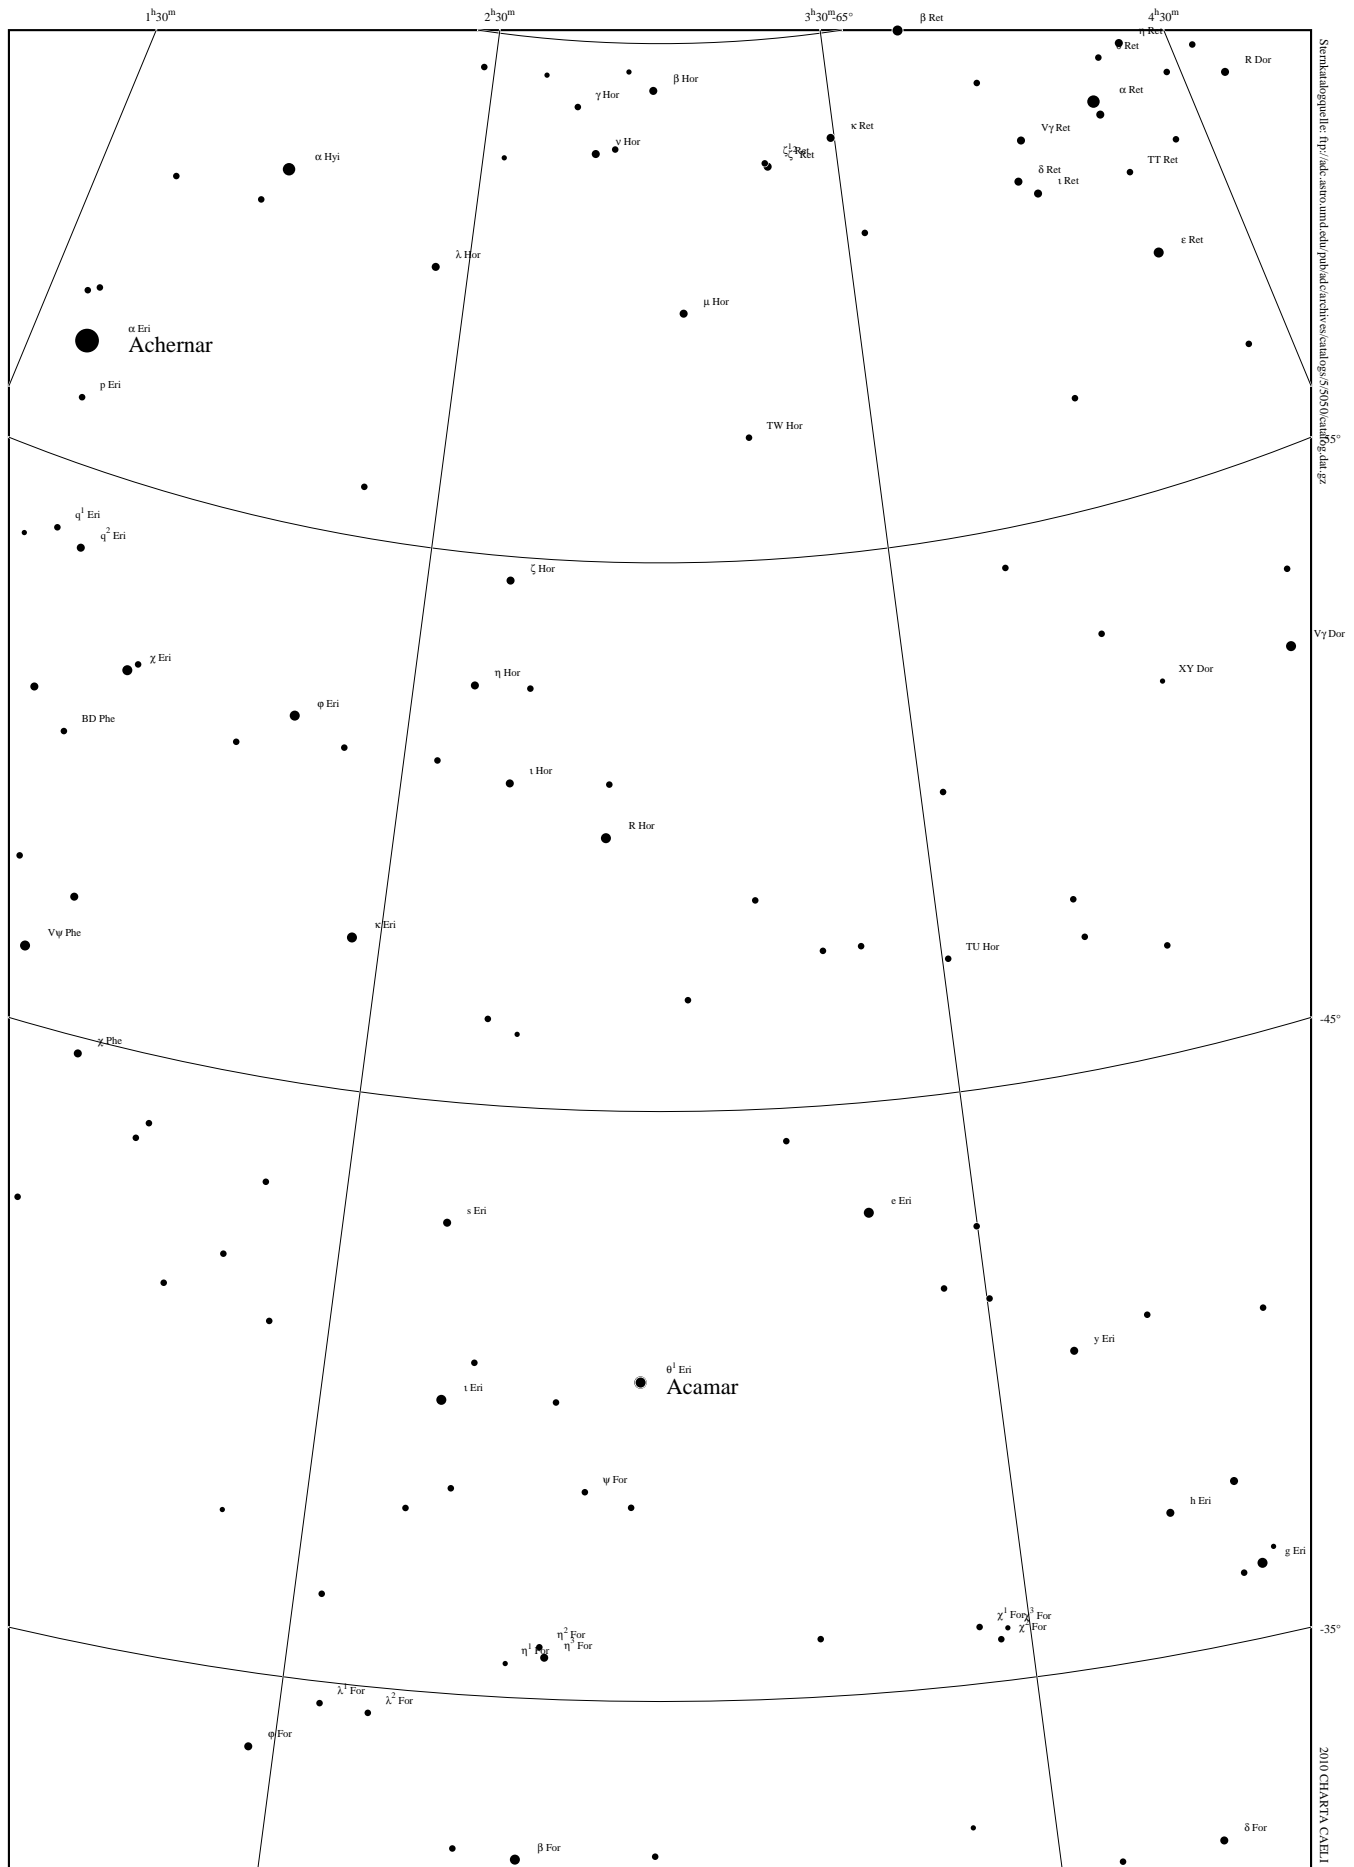 1h30m
2h30m
3h30m
-65°
4h30m
β Ret
η Ret
R Dor
β Hor
α Ret
γ Hor
κ Ret
Vγ Ret
ν Hor
ζ1 Ret
ζ2 Ret
α Hyi
TT Ret
δ Ret
ι Ret
ε Ret
λ Hor
μ Hor
α Eri
Achernar
p Eri
TW Hor
-55°
q1 Eri
q2 Eri
ζ Hor
Vγ Dor
χ Eri
η Hor
XY Dor
φ Eri
BD Phe
ι Hor
R Hor
κ Eri
Vψ Phe
TU Hor
-45°
χ Phe
e Eri
s Eri
y Eri
θ1 Eri
Acamar
ι Eri
ψ For
h Eri
g Eri
χ1 For
χ3 For
χ2 For
-35°
η2 For
η3 For
η1 For
λ1 For
λ2 For
φ For
δ For
β For
Sternkatalogquelle: ftp://adc.astro.umd.edu/pub/adc/archives/catalogs/5/5050/catalog.dat.gz
2010 CHARTA CAELI